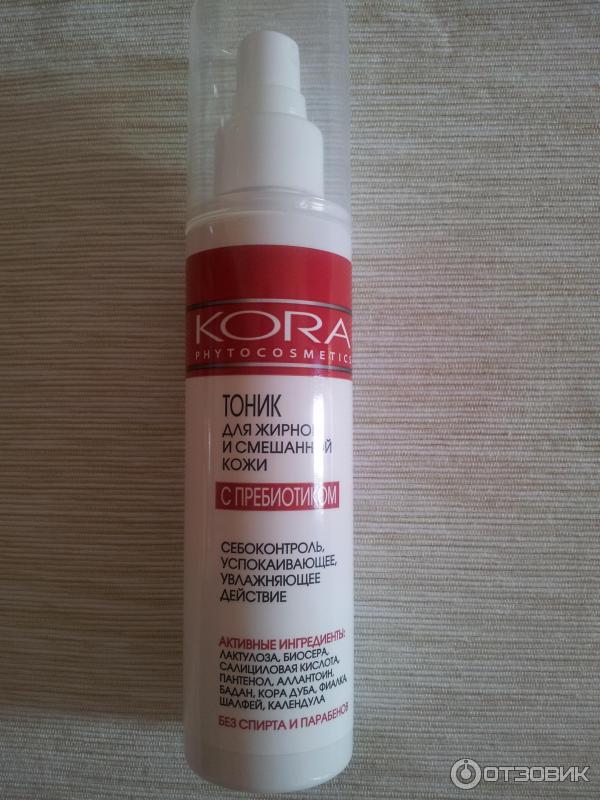 KORA
PHYTOCOSMETICS
ТОНИК
ДЛЯ ЖИРНОЙ
И СМЕШАННОЙ
КОЖИ
С ПРЕБИОТИКОМ
СЕБОКОНТРОЛЬ,
УСПОКАИВАЮЩЕЕ,
УВЛАЖНЯЮЩЕЕ
ДЕЙСТВИЕ
АКТИВНЫЕ ИНГРЕДИЕНТЫ:
ЛАКТУЛОЗА, БИОСЕРА,
САЛИЦИЛОВАЯ КИСЛОТА,
ПАНТЕНОЛ, АЛЛАНТОИН,
БАДАН, КОРА ДУБА, ФИАЛКА,
ШАЛФЕЙ, КАЛЕНДУЛА
БЕЗ СПИРТА И ПАРАБЕНОВ
ОТЗОВИК